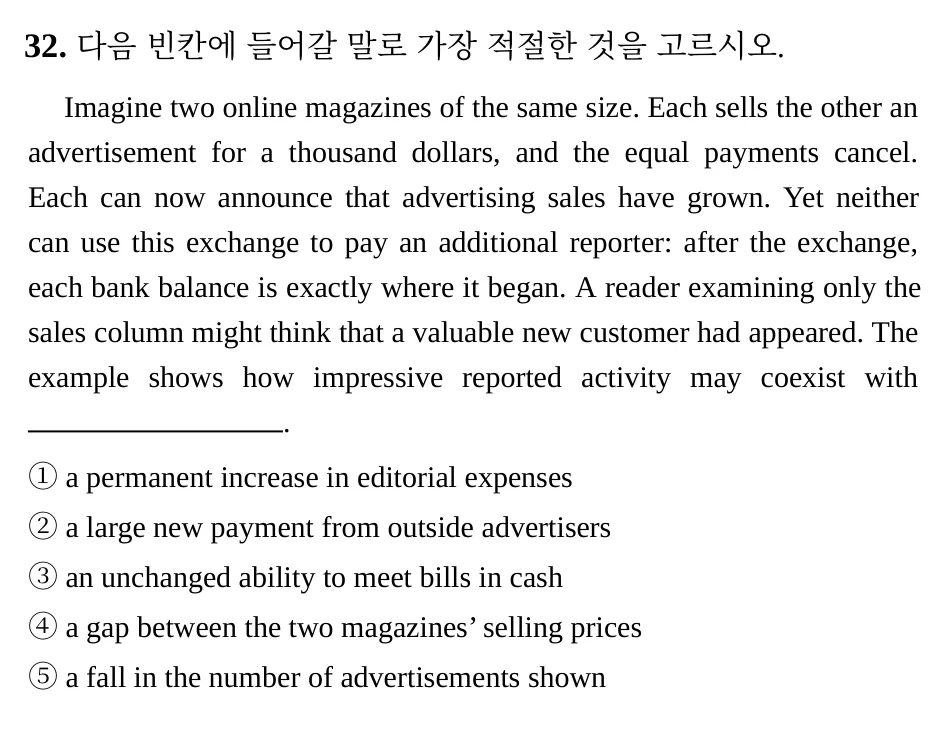 32. 다음 빈칸에 들어갈 말로 가장 적절한 것을 고르시오.
Imagine two online magazines of the same size. Each sells the other an
advertisement for a thousand dollars, and the equal payments cancel.
Each can now announce that advertising sales have grown. Yet neither
can use this exchange to pay an additional reporter: after the exchange,
each bank balance is exactly where it began. A reader examining only the
sales column might think that a valuable new customer had appeared. The
example shows how impressive reported activity may coexist with
____________.
① a permanent increase in editorial expenses
② a large new payment from outside advertisers
③ an unchanged ability to meet bills in cash
④ a gap between the two magazines’ selling prices
⑤ a fall in the number of advertisements shown